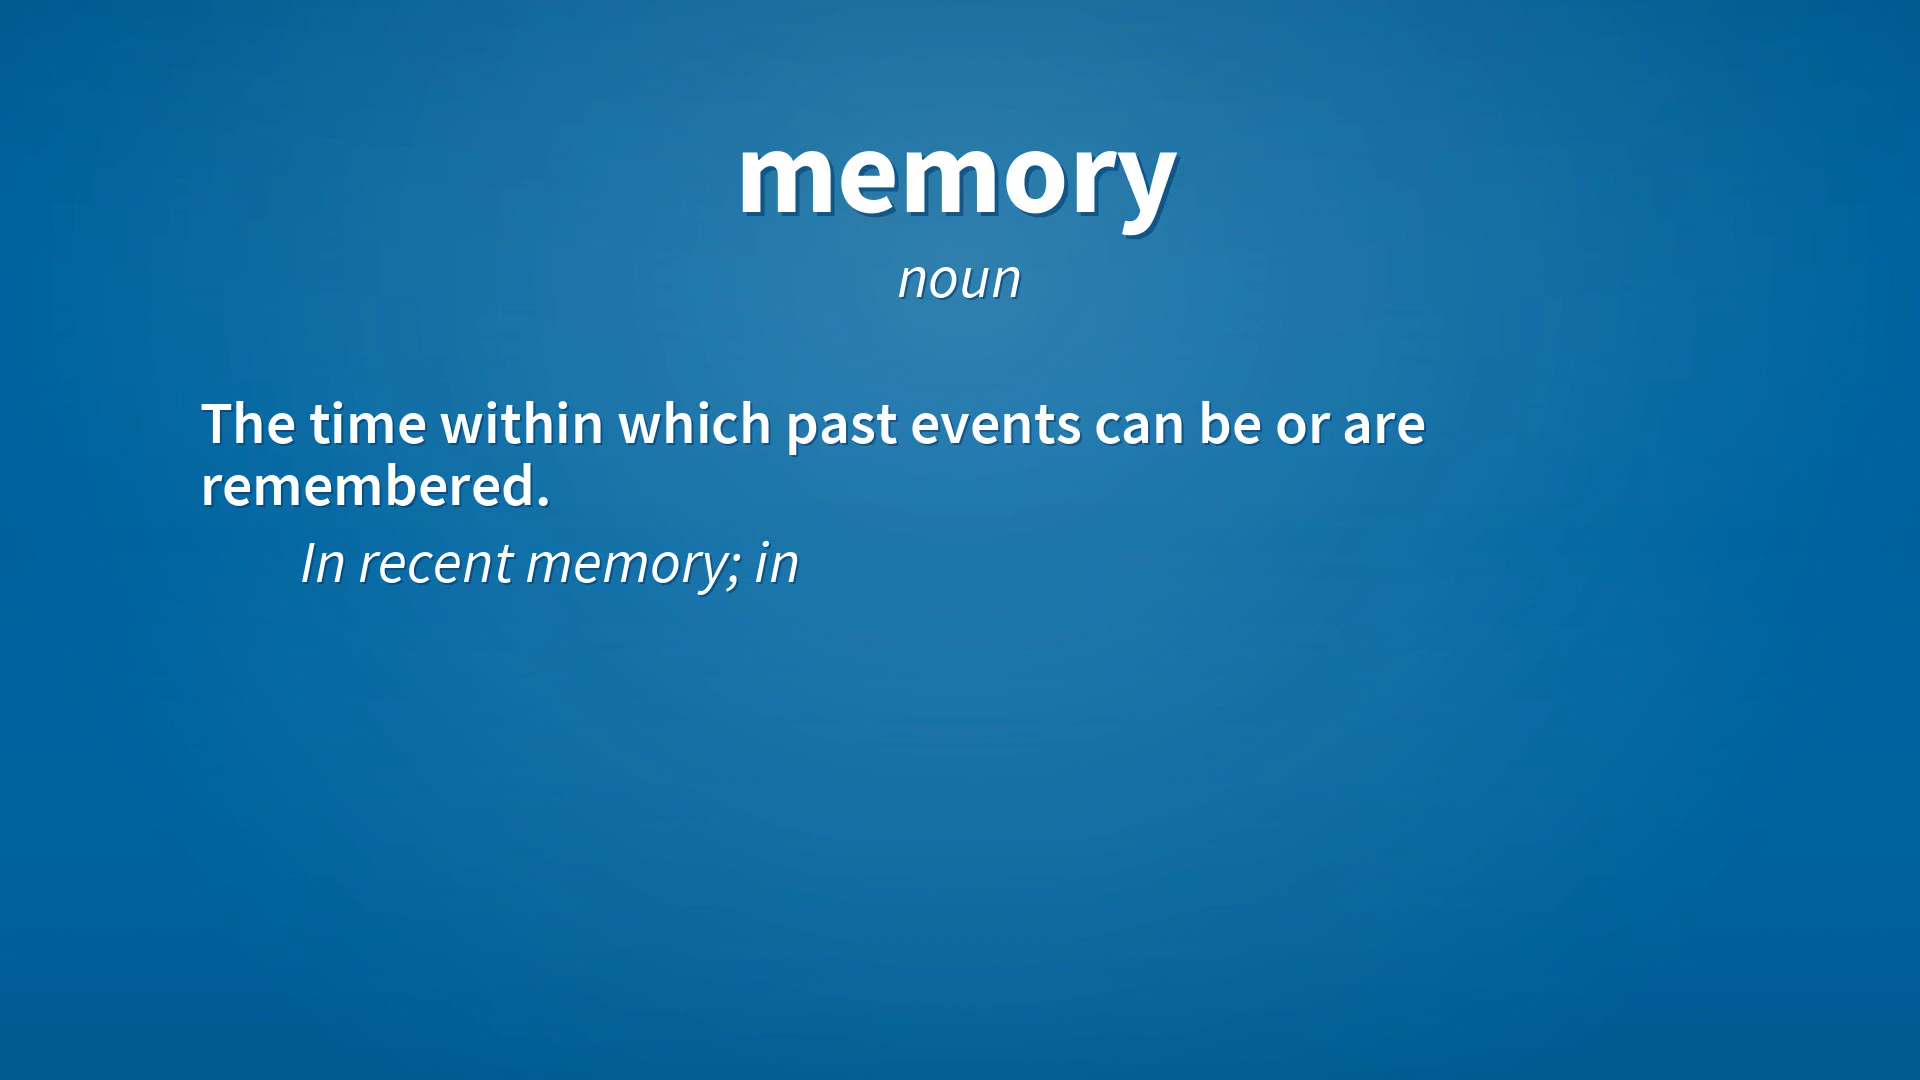 memory
noun
The time within which past events can be or are
remembered.
In recent memory; in